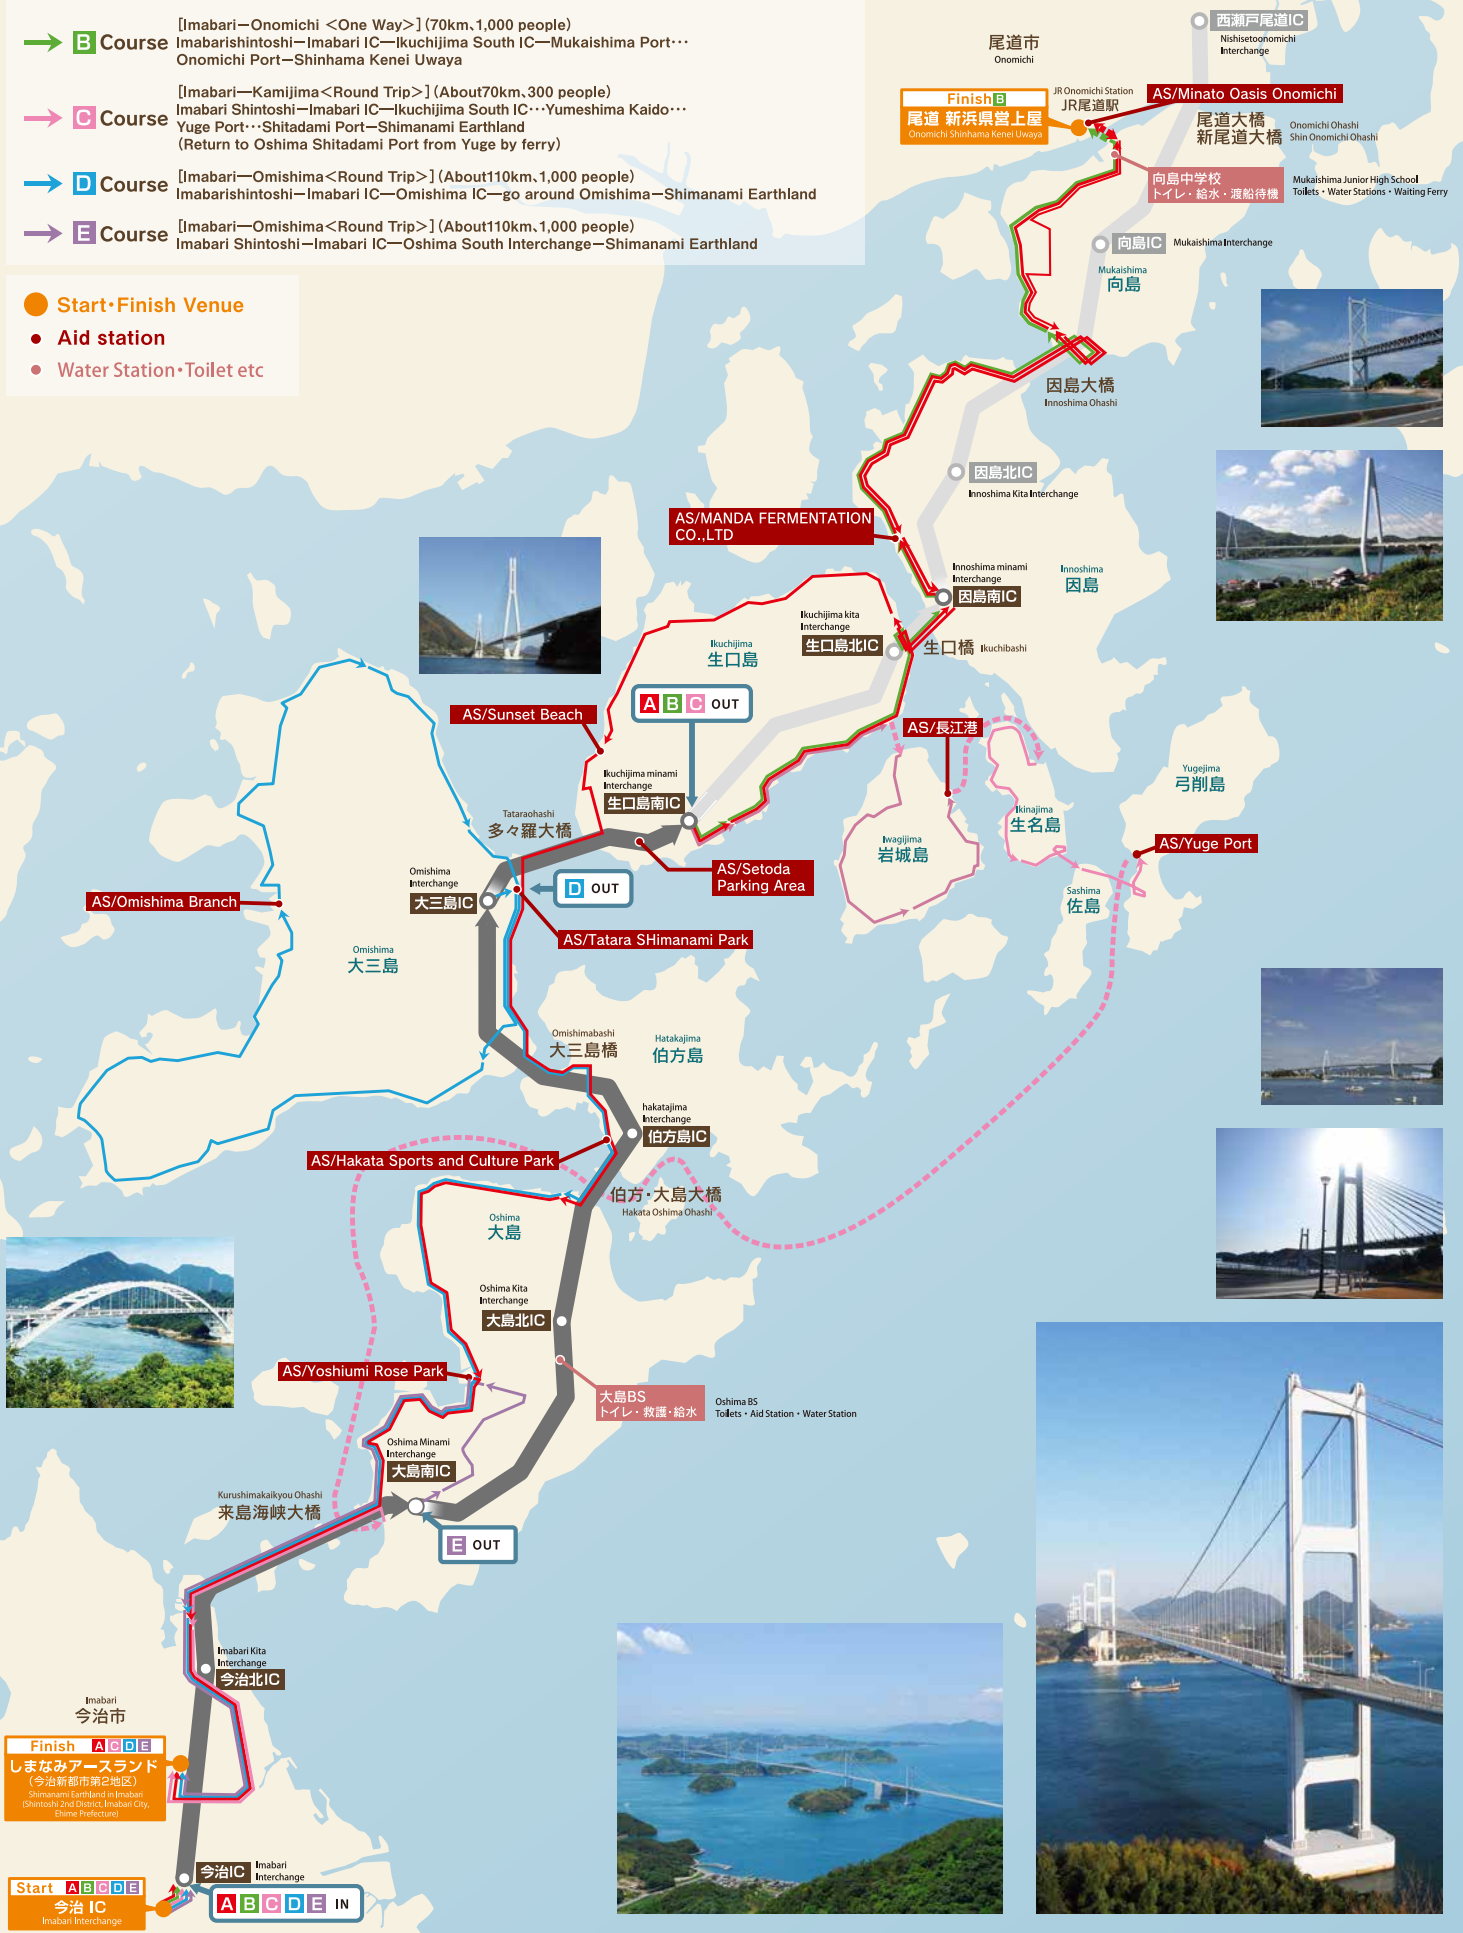 B Course
[Imabari—Onomichi <One Way>] (70km、1,000 people)
Imabarishintoshi—Imabari IC—Ikuchijima South IC—Mukaishima Port…
Onomichi Port—Shinhama Kenei Uwaya
C Course
[Imabari—Kamijima<Round Trip>] (About70km、300 people)
Imabari Shintoshi—Imabari IC—Ikuchijima South IC…Yumeshima Kaido…
Yuge Port…Shitadami Port—Shimanami Earthland
(Return to Oshima Shitadami Port from Yuge by ferry)
D Course
[Imabari—Omishima<Round Trip>] (About110km、1,000 people)
Imabarishintoshi—Imabari IC—Omishima IC—go around Omishima—Shimanami Earthland
E Course
[Imabari—Omishima<Round Trip>] (About110km、1,000 people)
Imabari Shintoshi—Imabari IC—Oshima South Interchange—Shimanami Earthland
Start・Finish Venue
Aid station
Water Station・Toilet etc
西瀬戸尾道IC
Nishisetoonomichi
Interchange
尾道市
Onomichi
Finish B
尾道 新浜県営上屋
Onomichi Shinhama Kenei Uwaya
JR Onomichi Station
JR尾道駅
AS/Minato Oasis Onomichi
尾道大橋
新尾道大橋
Onomichi Ohashi
Shin Onomichi Ohashi
向島中学校
トイレ・給水・渡船待機
Mukaishima Junior High School
Toilets・Water Stations・Waiting Ferry
向島IC
Mukaishima Interchange
Mukaishima
向島
因島大橋
Innoshima Ohashi
因島北IC
Innoshima Kita Interchange
AS/MANDA FERMENTATION
CO.,LTD
Innoshima minami
Interchange
因島南IC
Innoshima
因島
Ikuchijima kita
Interchange
生口島北IC
生口橋
Ikuchibashi
Ikuchijima
生口島
A B C OUT
AS/Sunset Beach
AS/長江港
Ikuchijima minami
Interchange
生口島南IC
Yugejima
弓削島
Tataraohashi
多々羅大橋
Ikinajima
生名島
Iwagijima
岩城島
AS/Yuge Port
AS/Setoda
Parking Area
Omishima
Interchange
大三島IC
D OUT
Sashima
佐島
AS/Omishima Branch
AS/Tatara SHimanami Park
Omishima
大三島
Omishimabashi
大三島橋
Hatakajima
伯方島
hakatajima
Interchange
伯方島IC
AS/Hakata Sports and Culture Park
伯方・大島大橋
Hakata Oshima Ohashi
Oshima
大島
Oshima Kita
Interchange
大島北IC
AS/Yoshiumi Rose Park
大島BS
トイレ・救護・給水
Oshima BS
Toilets・Aid Station・Water Station
Oshima Minami
Interchange
大島南IC
Kurushimakaikyou Ohashi
来島海峡大橋
E OUT
Imabari Kita
Interchange
今治北IC
Imabari
今治市
Finish A C D E
しまなみアースランド
(今治新都市第2地区)
Shimanami Earthland in Imabari
(Shintoshi 2nd District, Imabari City,
Ehime Prefecture)
今治IC
Imabari
Interchange
Start A B C D E
今治 IC
Imabari Interchange
A B C D E IN